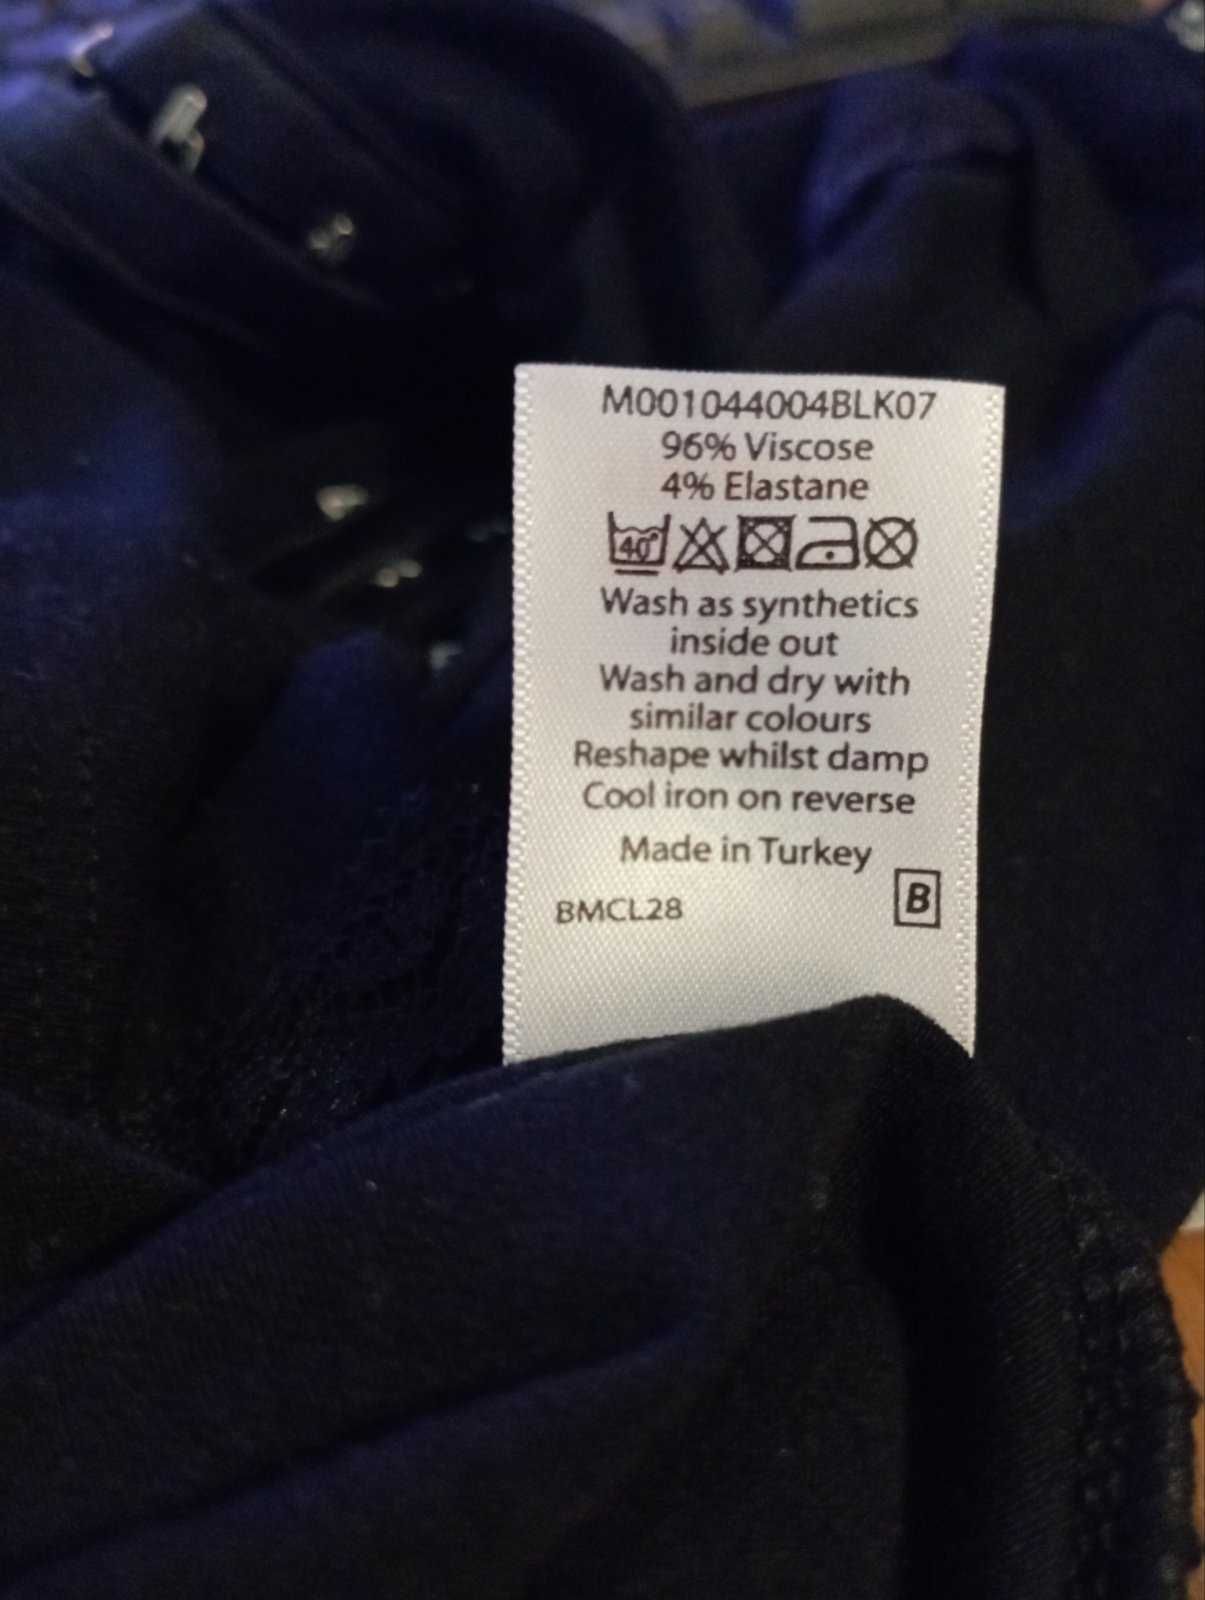 M001044004BLK07
96% Viscose
4% Elastane
40°
Wash as synthetics
inside out
Wash and dry with
similar colours
Reshape whilst damp
Cool iron on reverse
Made in Turkey
BMCL28
B